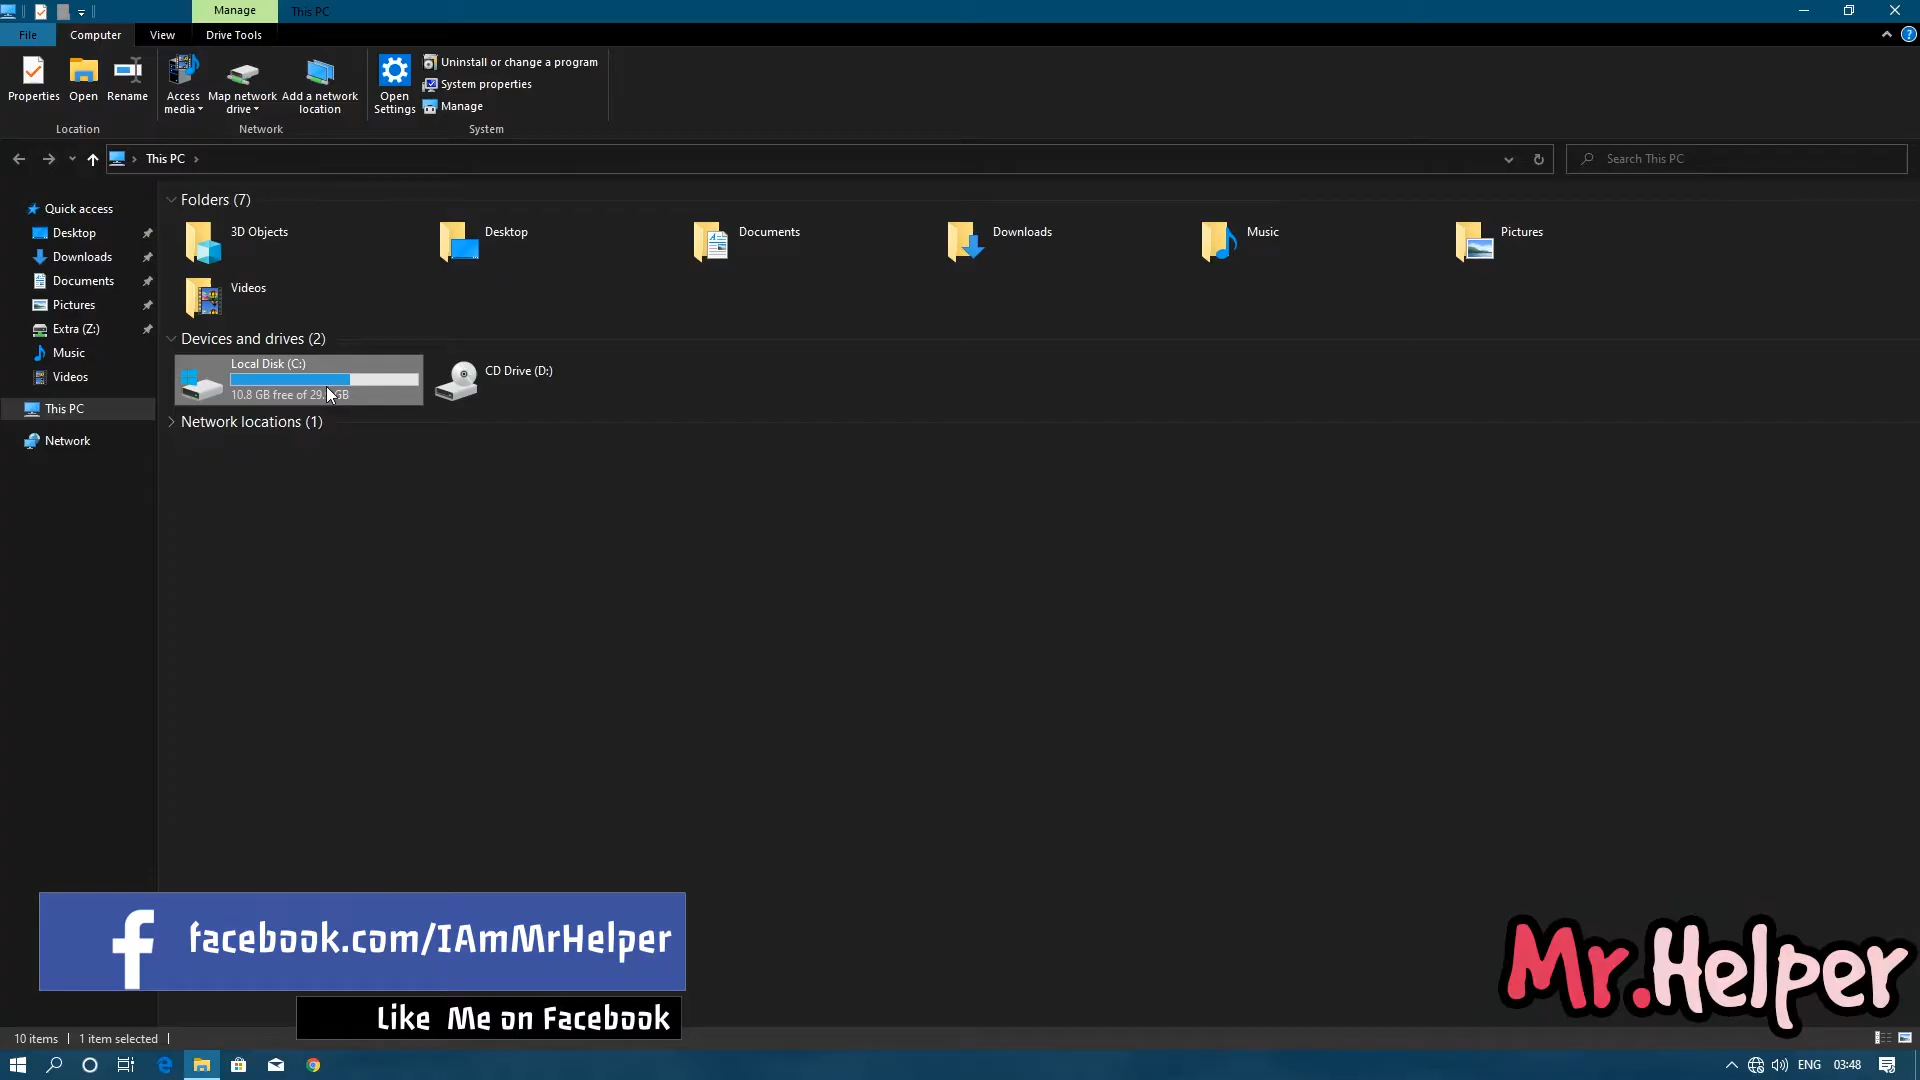 Manage
This PC
File
Computer
View
Drive Tools
?
Properties
Open
Rename
Access media
Map network drive
Add a network location
Open Settings
Uninstall or change a program
System properties
Manage
Location
Network
System
This PC
Search This PC
Quick access
Desktop
Downloads
Documents
Pictures
Extra (Z:)
Music
Videos
This PC
Network
Folders (7)
3D Objects
Desktop
Documents
Downloads
Music
Pictures
Videos
Devices and drives (2)
Local Disk (C:)
10.8 GB free of GB
CD Drive (D:)
Network locations (1)
f
facebook.com/IAmMrHelper
Like Me on Facebook
Mr.Helper
10 items
1 item selected
ENG
03:48